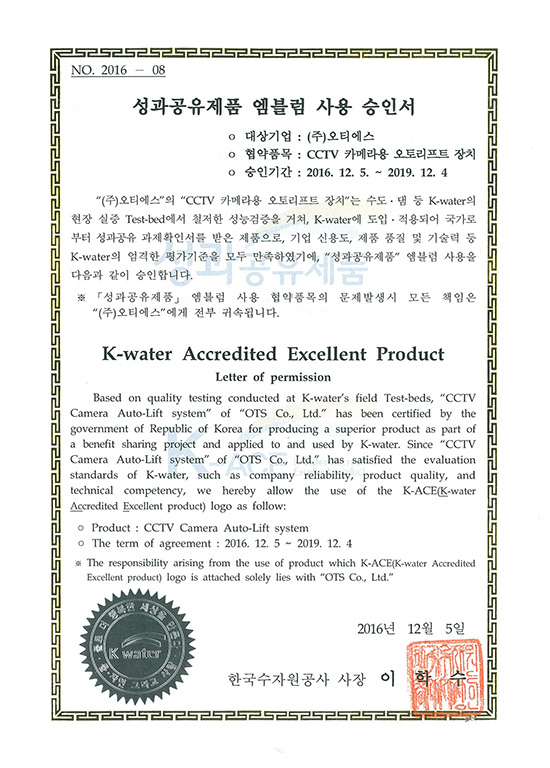 NO. 2016 - 08
성과공유제품 엠블럼 사용 승인서
○ 대상기업 : (주)오티에스
○ 협약품목 : CCTV 카메라용 오토리프트 장치
○ 승인기간 : 2016. 12. 5. ~ 2019. 12. 4
"(주)오티에스"의 "CCTV 카메라용 오토리프트 장치"는 수도·댐 등 K-water의
현장 실증 Test-bed에서 철저한 성능검증을 거쳐, K-water에 도입·적용되어 국가로
부터 성과공유 과제확인서를 받은 제품으로, 기업 신용도, 제품 품질 및 기술력 등
K-water의 엄격한 평가기준을 모두 만족하였기에, "성과공유제품" 엠블럼 사용을
다음과 같이 승인합니다.
성과공유제품
※「성과공유제품」 엠블럼 사용 협약품목의 문제발생시 모든 책임은
"(주)오티에스"에게 전부 귀속됩니다.
K-water Accredited Excellent Product
Letter of permission
Based on quality testing conducted at K-water's field Test-beds, "CCTV
Camera Auto-Lift system" of "OTS Co., Ltd." has been certified by the
government of Republic of Korea for producing a superior product as part of
a benefit sharing project and applied to and used by K-water. Since "CCTV
Camera Auto-Lift system" of "OTS Co., Ltd." has satisfied the evaluation
standards of K-water, such as company reliability, product quality, and
technical competency, we hereby allow the use of the K-ACE(K-water
Accredited Excellent product) logo as follow:
K-ACE
○ Product : CCTV Camera Auto-Lift system
○ The term of agreement : 2016. 12. 5 ~ 2019. 12. 4
※ The responsibility arising from the use of product which K-ACE(K-water Accredited
Excellent product) logo is attached solely lies with "OTS Co., Ltd."
K water
2016년 12월 5일
한국수자원공사 사장 이 학 수